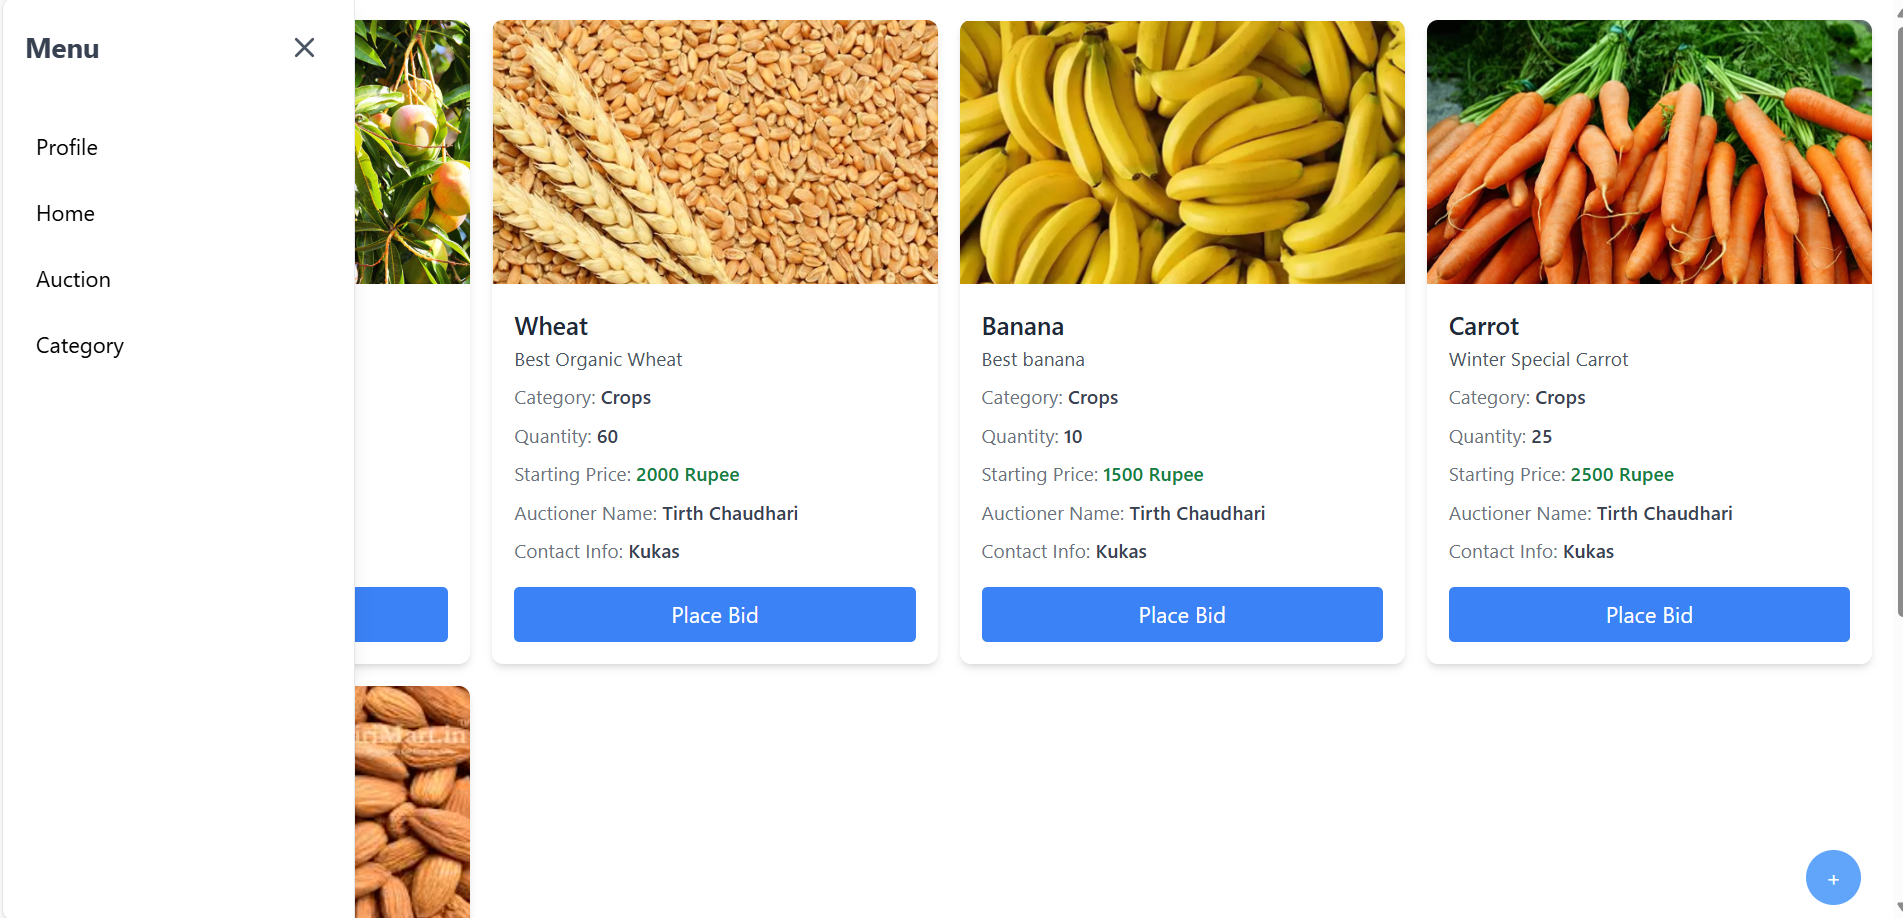 Menu
Profile
Home
Auction
Category
Wheat
Best Organic Wheat
Category: Crops
Quantity: 60
Starting Price: 2000 Rupee
Auctioner Name: Tirth Chaudhari
Contact Info: Kukas
Place Bid
Banana
Best banana
Category: Crops
Quantity: 10
Starting Price: 1500 Rupee
Auctioner Name: Tirth Chaudhari
Contact Info: Kukas
Place Bid
Carrot
Winter Special Carrot
Category: Crops
Quantity: 25
Starting Price: 2500 Rupee
Auctioner Name: Tirth Chaudhari
Contact Info: Kukas
Place Bid
+